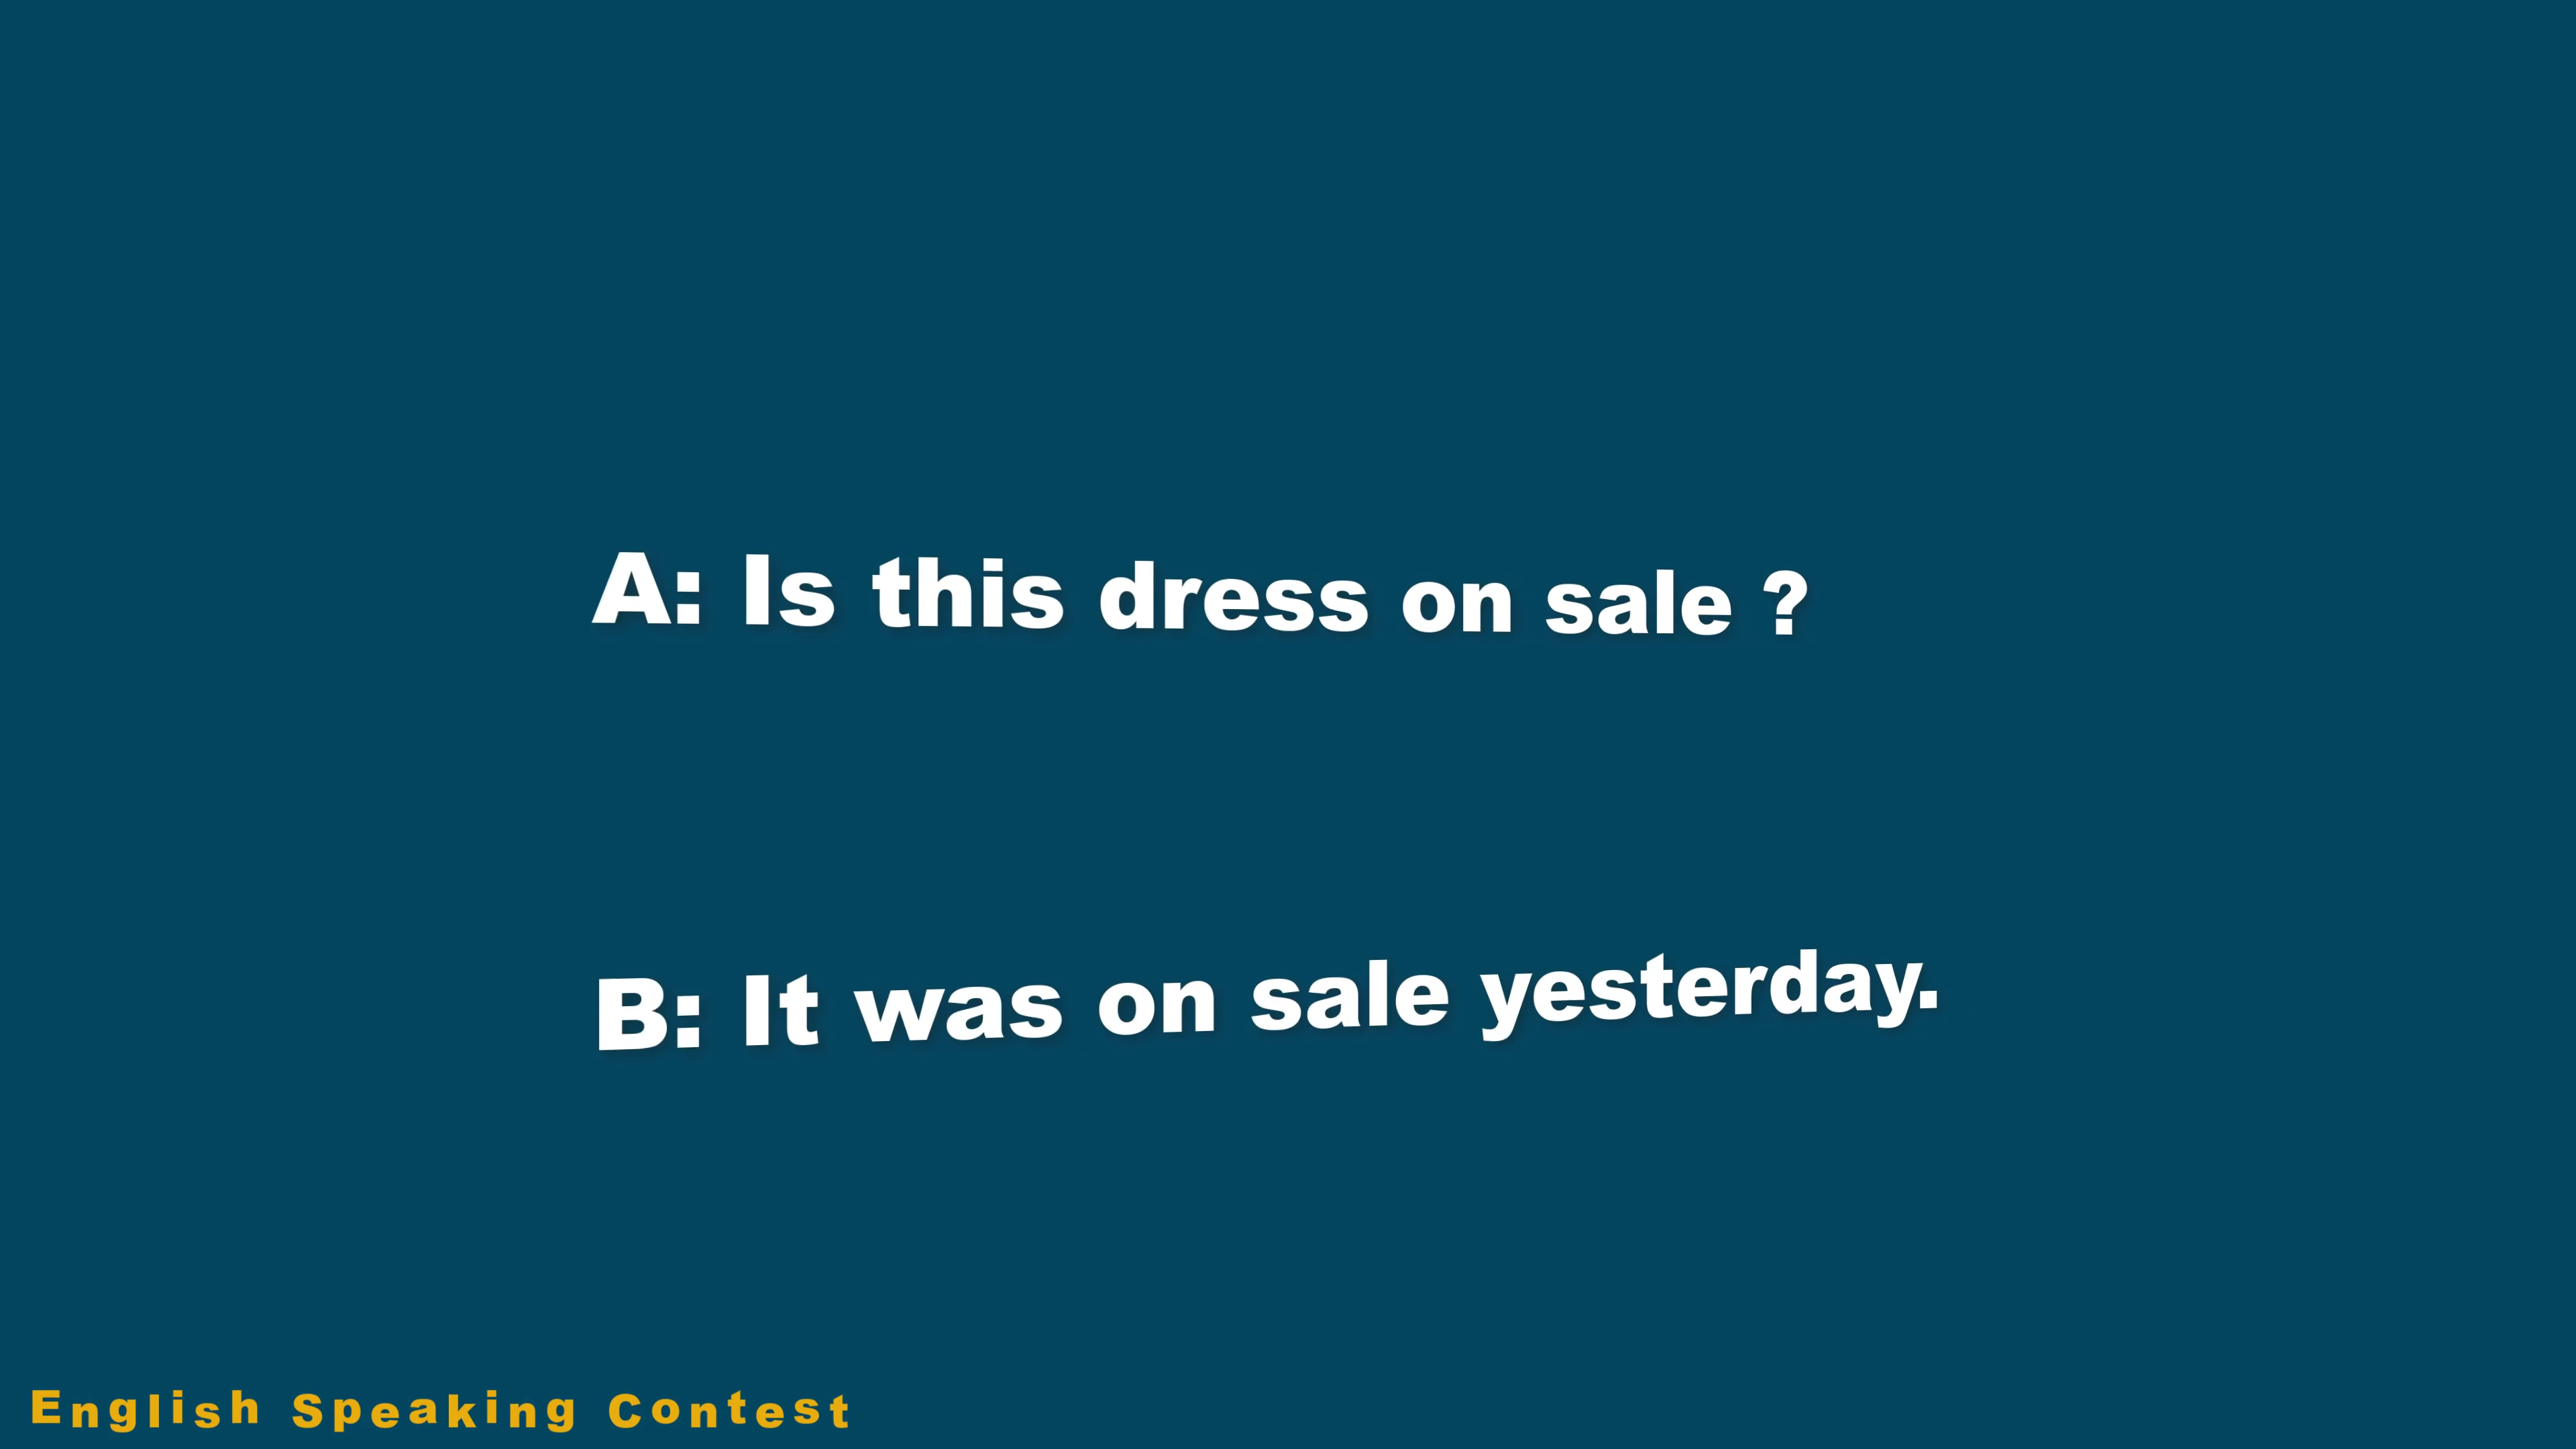 A: Is this dress on sale ?
B: It was on sale yesterday.
English Speaking Contest